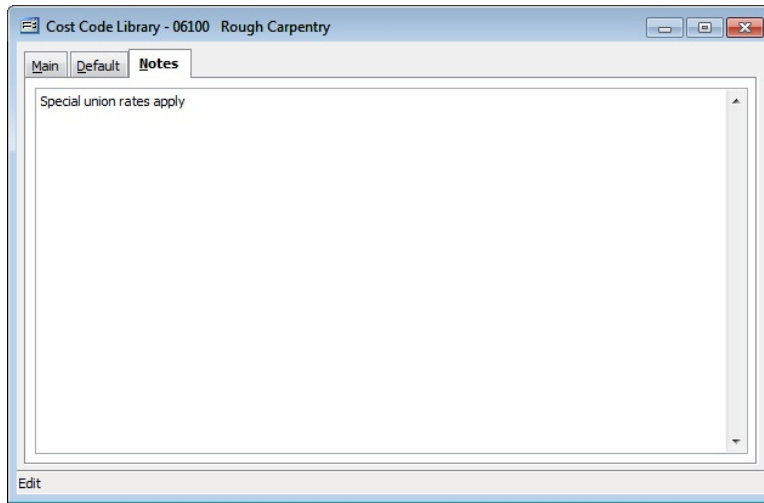 Cost Code Library - 06100   Rough Carpentry
Main Default Notes
Special union rates apply
Edit